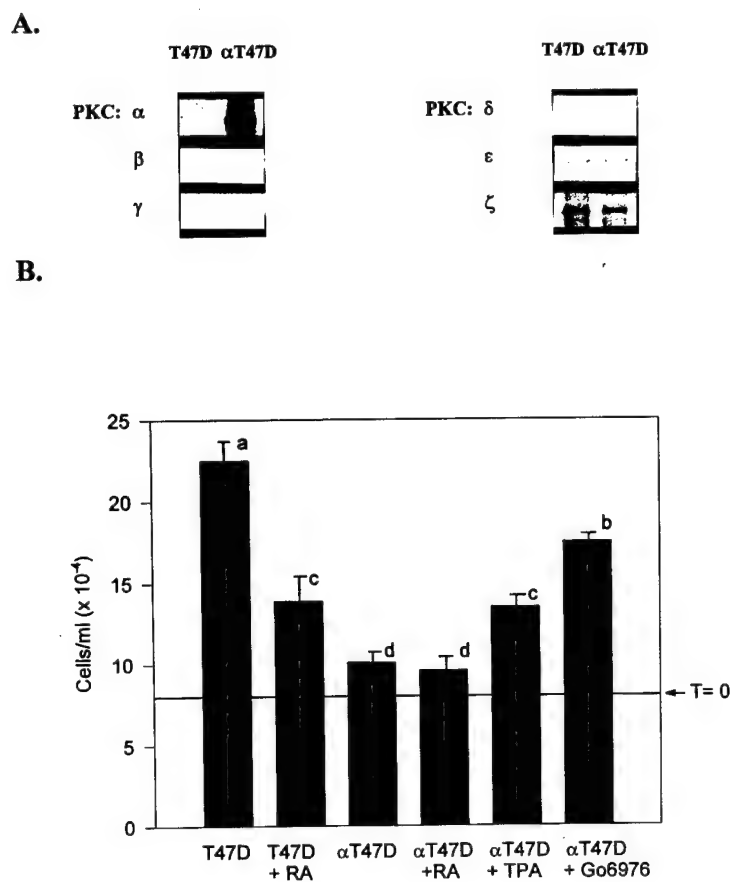 A.
T47D αT47D
PKC: α
β
γ
T47D αT47D
PKC: δ
ε
ζ
B.
Cells/ml (x 10⁻⁴)
25
20
15
10
5
0
a
c
d
d
c
b
T= 0
T47D
T47D + RA
αT47D
αT47D +RA
αT47D + TPA
αT47D + Go6976